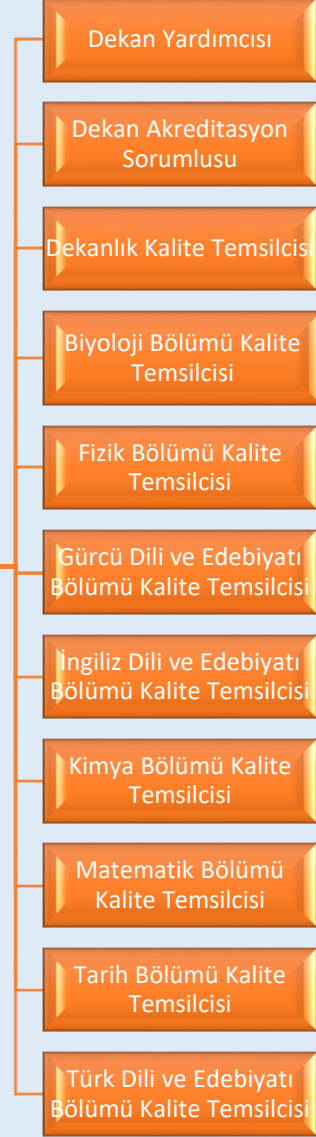 Dekan Yardımcısı
Dekan Akreditasyon
Sorumlusu
Dekanlık Kalite Temsilcisi
Biyoloji Bölümü Kalite
Temsilcisi
Fizik Bölümü Kalite
Temsilcisi
Gürcü Dili ve Edebiyatı
Bölümü Kalite Temsilcisi
İngiliz Dili ve Edebiyatı
Bölümü Kalite Temsilcisi
Kimya Bölümü Kalite
Temsilcisi
Matematik Bölümü
Kalite Temsilcisi
Tarih Bölümü Kalite
Temsilcisi
Türk Dili ve Edebiyatı
Bölümü Kalite Temsilcisi